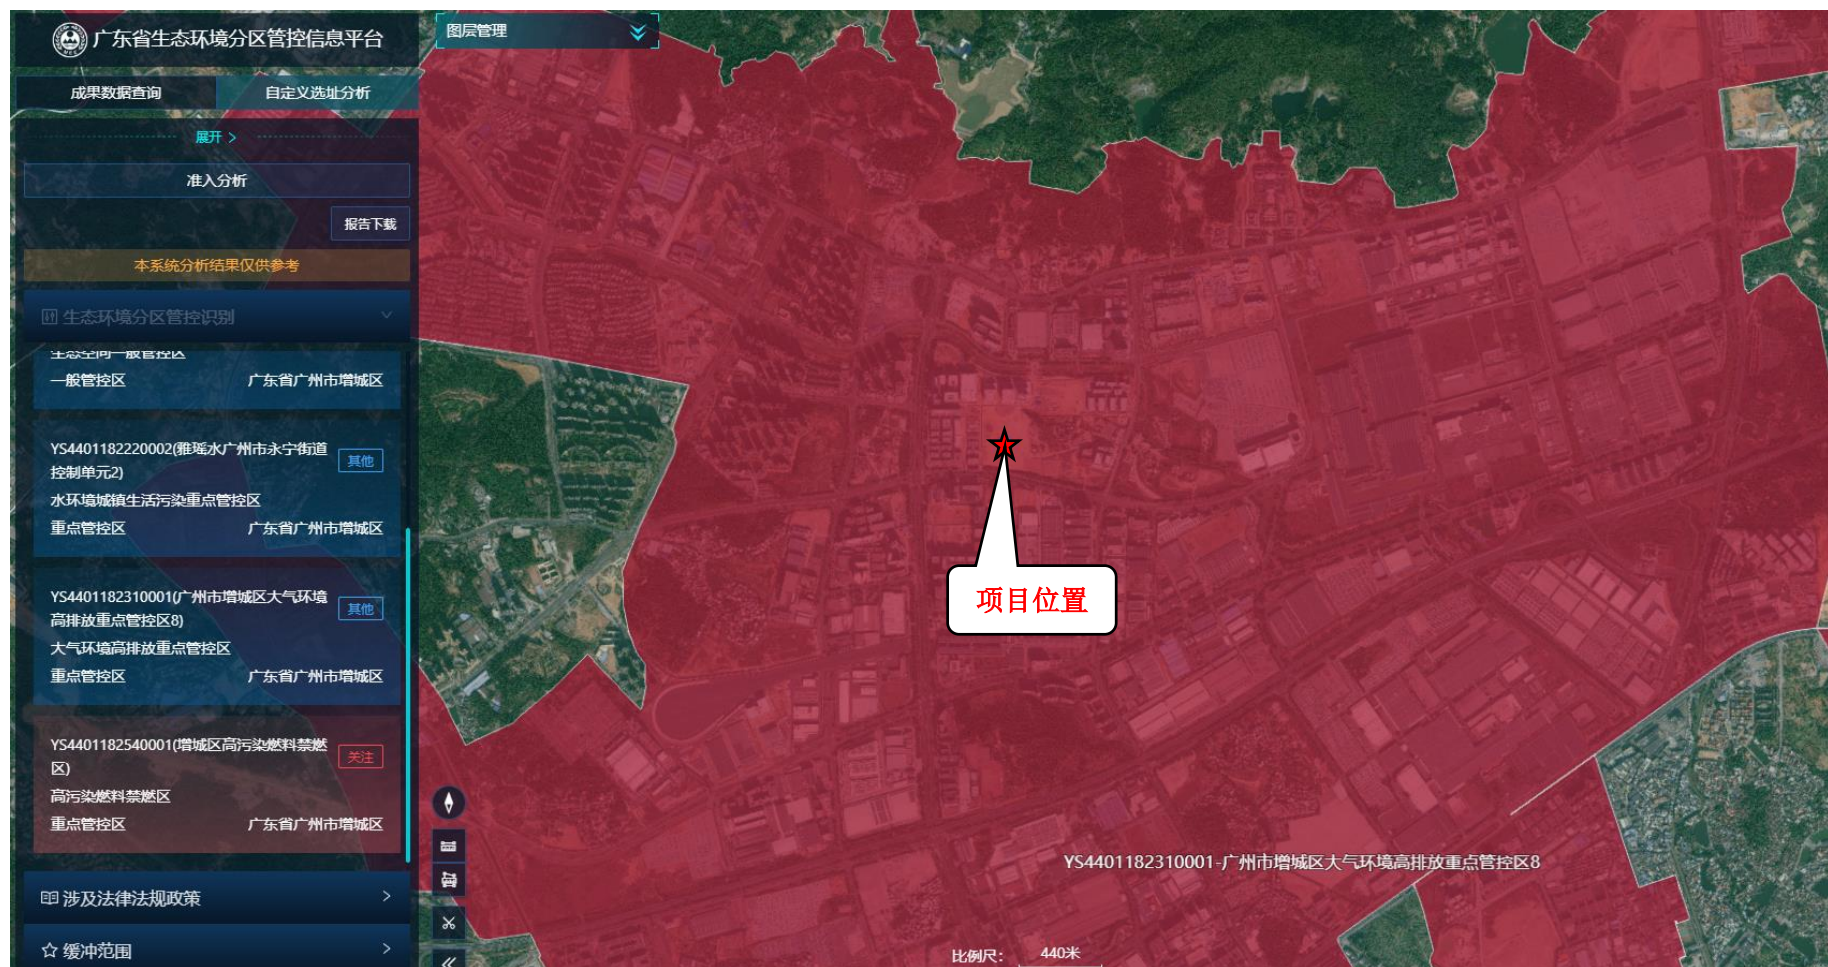 广东省生态环境分区管控信息平台
图层管理
成果数据查询
自定义选址分析
展开 >
准入分析
报告下载
本系统分析结果仅供参考
生态环境分区管控识别
生态空间一般管控区
一般管控区 广东省广州市增城区
YS4401182220002(雅瑶水广州市永宁街道
控制单元2)
其他
水环境城镇生活污染重点管控区
重点管控区 广东省广州市增城区
YS4401182310001(广州市增城区大气环境
高排放重点管控区8)
其他
大气环境高排放重点管控区
重点管控区 广东省广州市增城区
YS4401182540001(增城区高污染燃料禁燃
区)
关注
高污染燃料禁燃区
重点管控区 广东省广州市增城区
涉及法律法规政策 >
缓冲范围 >
项目位置
YS4401182310001-广州市增城区大气环境高排放重点管控区8
比例尺： 440米